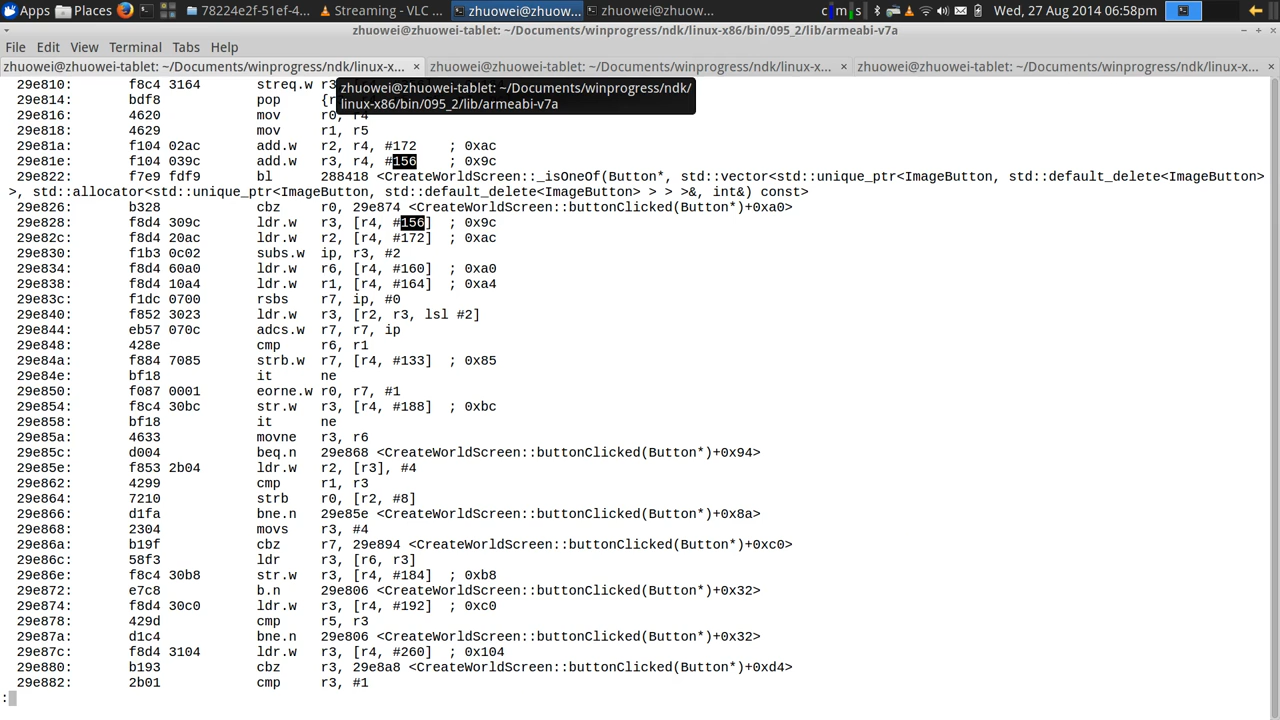 Apps Places 78224e2f-51ef-4... Streaming - VLC ... zhuowei@zhuow... zhuowei@zhuow... Wed, 27 Aug 2014 06:58pm
zhuowei@zhuowei-tablet: ~/Documents/winprogress/ndk/linux-x86/bin/095_2/lib/armeabi-v7a
File Edit View Terminal Tabs Help
zhuowei@zhuowei-tablet: ~/Documents/winprogress/ndk/linux-x... × zhuowei@zhuowei-tablet: ~/Documents/winprogress/ndk/linux-x86/bin/095_2/lib/armeabi-v7a × zhuowei@zhuowei-tablet: ~/Documents/winprogress/ndk/linux-x86/bin/095_2/lib/armeabi-v7a ×
zhuowei@zhuowei-tablet: ~/Documents/winprogress/ndk/
linux-x86/bin/095_2/lib/armeabi-v7a
29e810: f8c4 3164 streq.w r3
29e814: bdf8 pop {r
29e816: 4620 mov r0, r4
29e818: 4629 mov r1, r5
29e81a: f104 02ac add.w r2, r4, #172 ; 0xac
29e81e: f104 039c add.w r3, r4, #156 ; 0x9c
29e822: f7e9 fdf9 bl 288418 <CreateWorldScreen::_isOneOf(Button*, std::vector<std::unique_ptr<ImageButton, std::default_delete<ImageButton>
>, std::allocator<std::unique_ptr<ImageButton, std::default_delete<ImageButton> > > >&, int&) const>
29e826: b328 cbz r0, 29e874 <CreateWorldScreen::buttonClicked(Button*)+0xa0>
29e828: f8d4 309c ldr.w r3, [r4, #156] ; 0x9c
29e82c: f8d4 20ac ldr.w r2, [r4, #172] ; 0xac
29e830: f1b3 0c02 subs.w ip, r3, #2
29e834: f8d4 60a0 ldr.w r6, [r4, #160] ; 0xa0
29e838: f8d4 10a4 ldr.w r1, [r4, #164] ; 0xa4
29e83c: f1dc 0700 rsbs r7, ip, #0
29e840: f852 3023 ldr.w r3, [r2, r3, lsl #2]
29e844: eb57 070c adcs.w r7, r7, ip
29e848: 428e cmp r6, r1
29e84a: f884 7085 strb.w r7, [r4, #133] ; 0x85
29e84e: bf18 it ne
29e850: f087 0001 eorne.w r0, r7, #1
29e854: f8c4 30bc str.w r3, [r4, #188] ; 0xbc
29e858: bf18 it ne
29e85a: 4633 movne r3, r6
29e85c: d004 beq.n 29e868 <CreateWorldScreen::buttonClicked(Button*)+0x94>
29e85e: f853 2b04 ldr.w r2, [r3], #4
29e862: 4299 cmp r1, r3
29e864: 7210 strb r0, [r2, #8]
29e866: d1fa bne.n 29e85e <CreateWorldScreen::buttonClicked(Button*)+0x8a>
29e868: 2304 movs r3, #4
29e86a: b19f cbz r7, 29e894 <CreateWorldScreen::buttonClicked(Button*)+0xc0>
29e86c: 58f3 ldr r3, [r6, r3]
29e86e: f8c4 30b8 str.w r3, [r4, #184] ; 0xb8
29e872: e7c8 b.n 29e806 <CreateWorldScreen::buttonClicked(Button*)+0x32>
29e874: f8d4 30c0 ldr.w r3, [r4, #192] ; 0xc0
29e878: 429d cmp r5, r3
29e87a: d1c4 bne.n 29e806 <CreateWorldScreen::buttonClicked(Button*)+0x32>
29e87c: f8d4 3104 ldr.w r3, [r4, #260] ; 0x104
29e880: b193 cbz r3, 29e8a8 <CreateWorldScreen::buttonClicked(Button*)+0xd4>
29e882: 2b01 cmp r3, #1
: